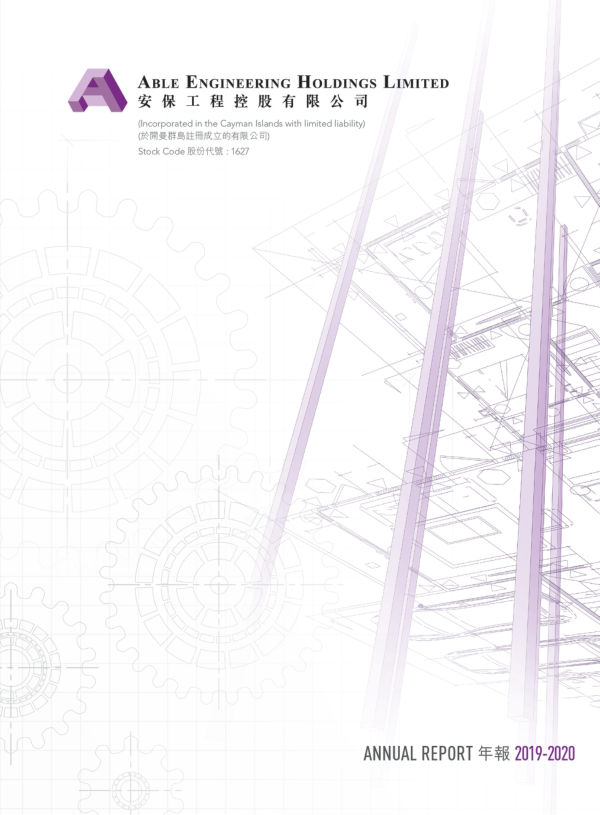 ABLE ENGINEERING HOLDINGS LIMITED
安保工程控股有限公司
(Incorporated in the Cayman Islands with limited liability)
(於開曼群島註冊成立的有限公司)
Stock Code 股份代號 : 1627
ANNUAL REPORT 年報 2019-2020